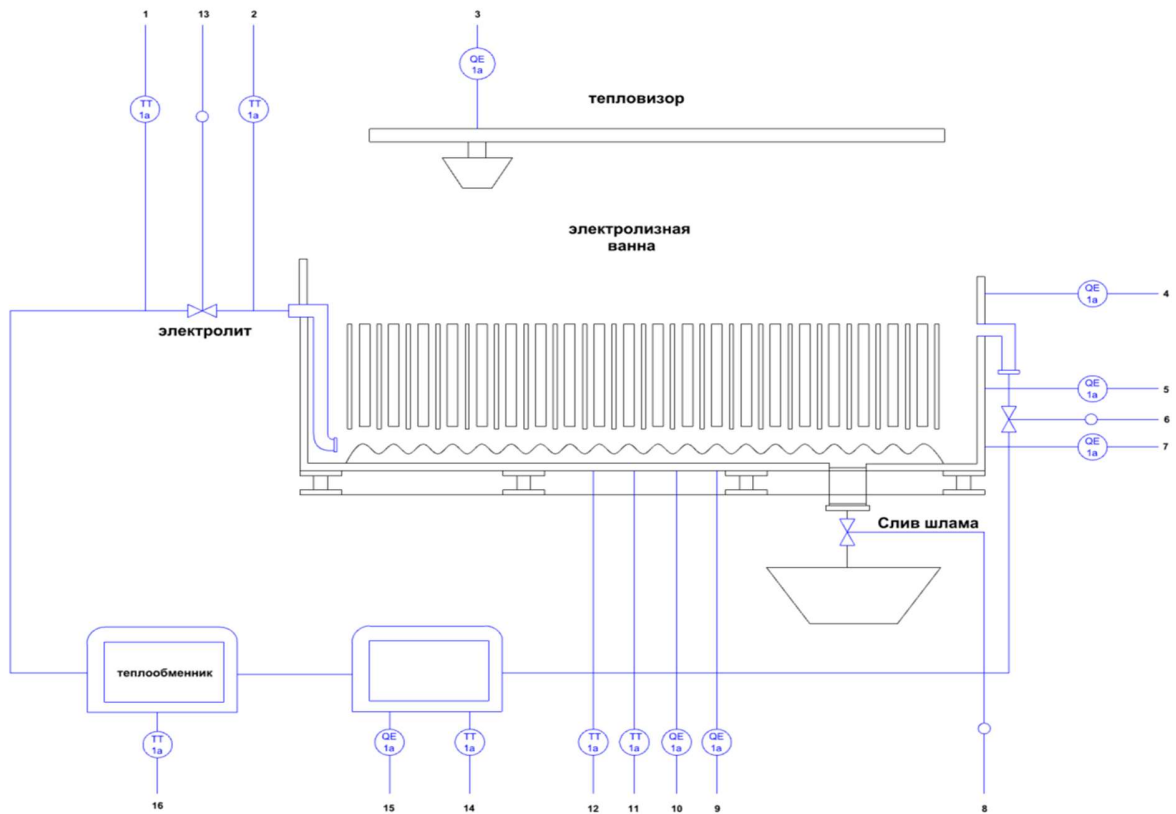 1
13
2
3
QE
1a
TT
1a
TT
1a
тепловизор
электролизная
ванна
QE
1a
4
электролит
QE
1a
5
6
QE
1a
7
Слив шлама
теплообменник
TT
1a
QE
1a
TT
1a
TT
1a
TT
1a
QE
1a
QE
1a
16
15
14
12
11
10
9
8